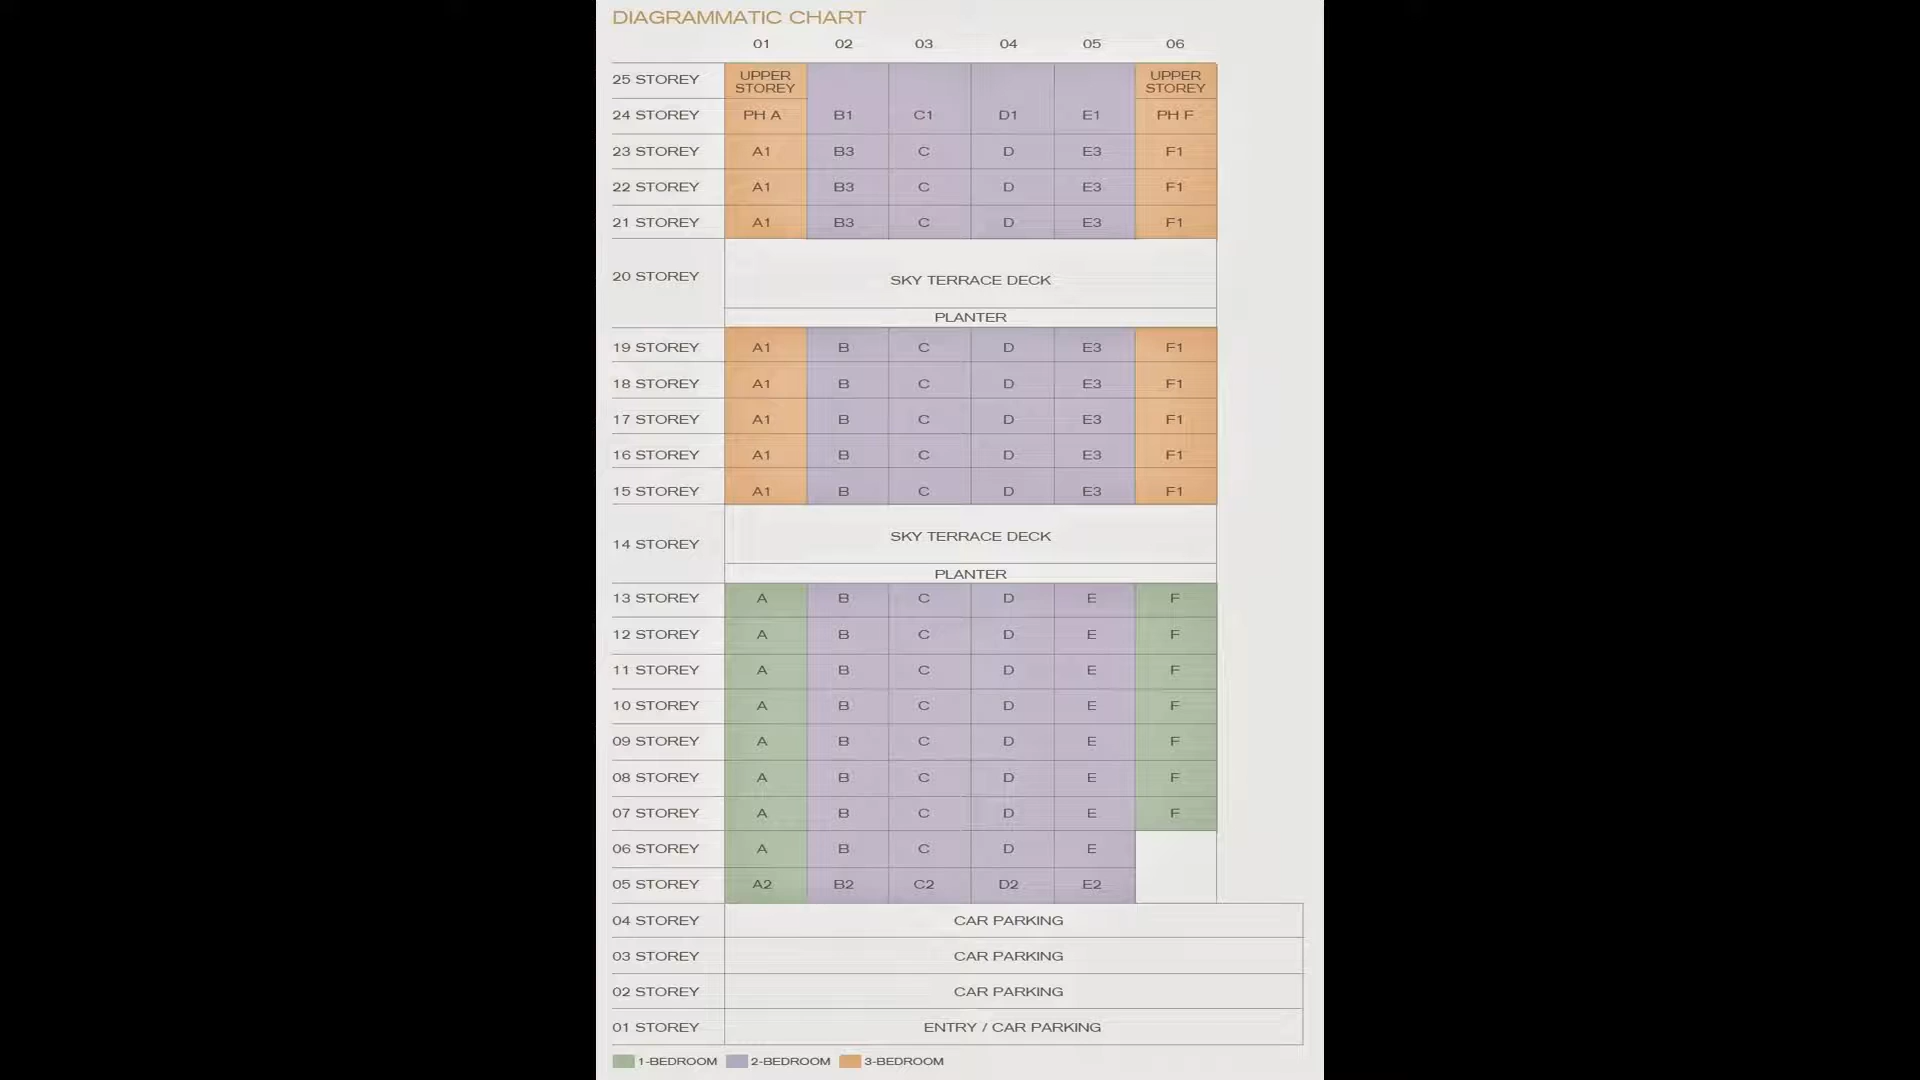 DIAGRAMMATIC CHART
01 02 03 04 05 06
25 STOREY UPPER STOREY UPPER STOREY
24 STOREY PH A B1 C1 D1 E1 PH F
23 STOREY A1 B3 C D E3 F1
22 STOREY A1 B3 C D E3 F1
21 STOREY A1 B3 C D E3 F1
20 STOREY SKY TERRACE DECK
PLANTER
19 STOREY A1 B C D E3 F1
18 STOREY A1 B C D E3 F1
17 STOREY A1 B C D E3 F1
16 STOREY A1 B C D E3 F1
15 STOREY A1 B C D E3 F1
14 STOREY SKY TERRACE DECK
PLANTER
13 STOREY A B C D E F
12 STOREY A B C D E F
11 STOREY A B C D E F
10 STOREY A B C D E F
09 STOREY A B C D E F
08 STOREY A B C D E F
07 STOREY A B C D E F
06 STOREY A B C D E
05 STOREY A2 B2 C2 D2 E2
04 STOREY CAR PARKING
03 STOREY CAR PARKING
02 STOREY CAR PARKING
01 STOREY ENTRY / CAR PARKING
1-BEDROOM 2-BEDROOM 3-BEDROOM